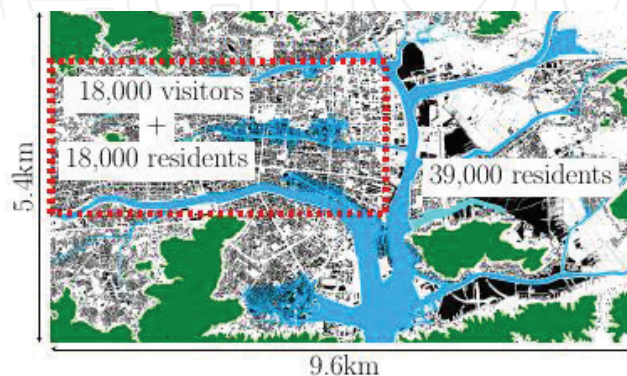 18,000 visitors
+
18,000 residents
39,000 residents
5.4km
9.6km